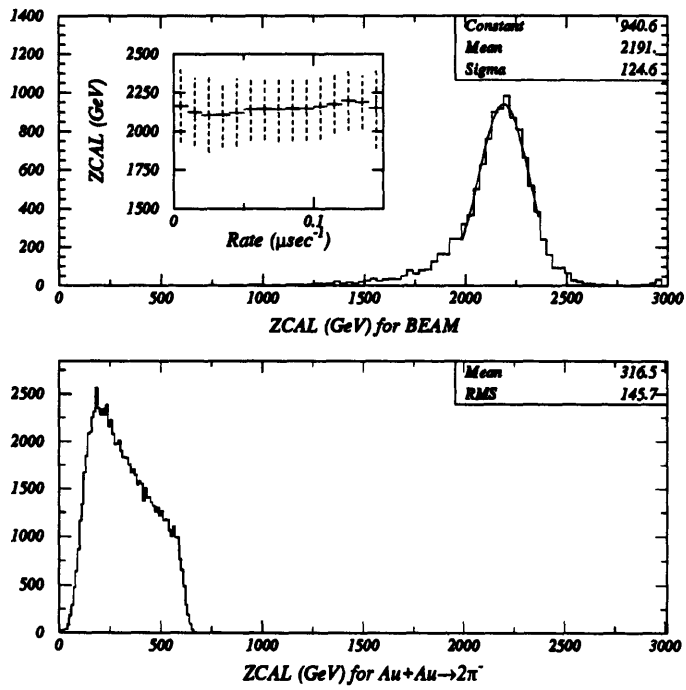 1400
1200
1000
800
600
400
200
0
Constant 940.6
Mean 2191.
Sigma 124.6
ZCAL (GeV)
2500
2250
2000
1750
1500
0 0.1
Rate (μsec⁻¹)
0 500 1000 1500 2000 2500 3000
ZCAL (GeV) for BEAM
2500
2000
1500
1000
500
0
Mean 316.5
RMS 145.7
0 500 1000 1500 2000 2500 3000
ZCAL (GeV) for Au+Au→2π⁻